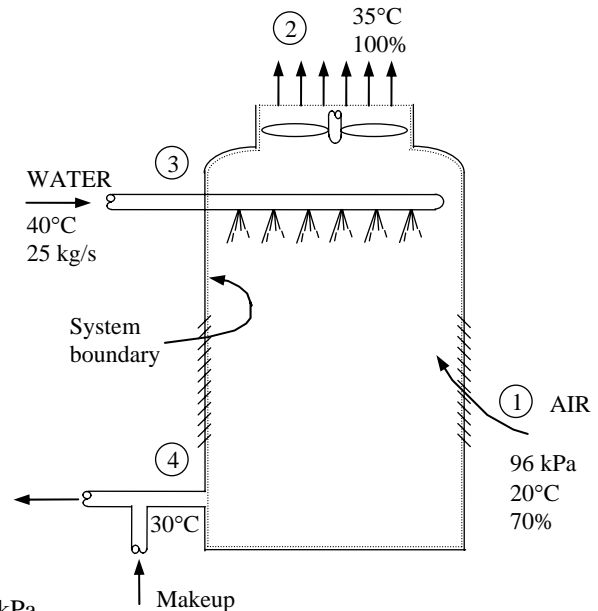 2
35°C
100%
3
WATER
40°C
25 kg/s
System
boundary
1 AIR
96 kPa
20°C
70%
4
30°C
Makeup
kPa